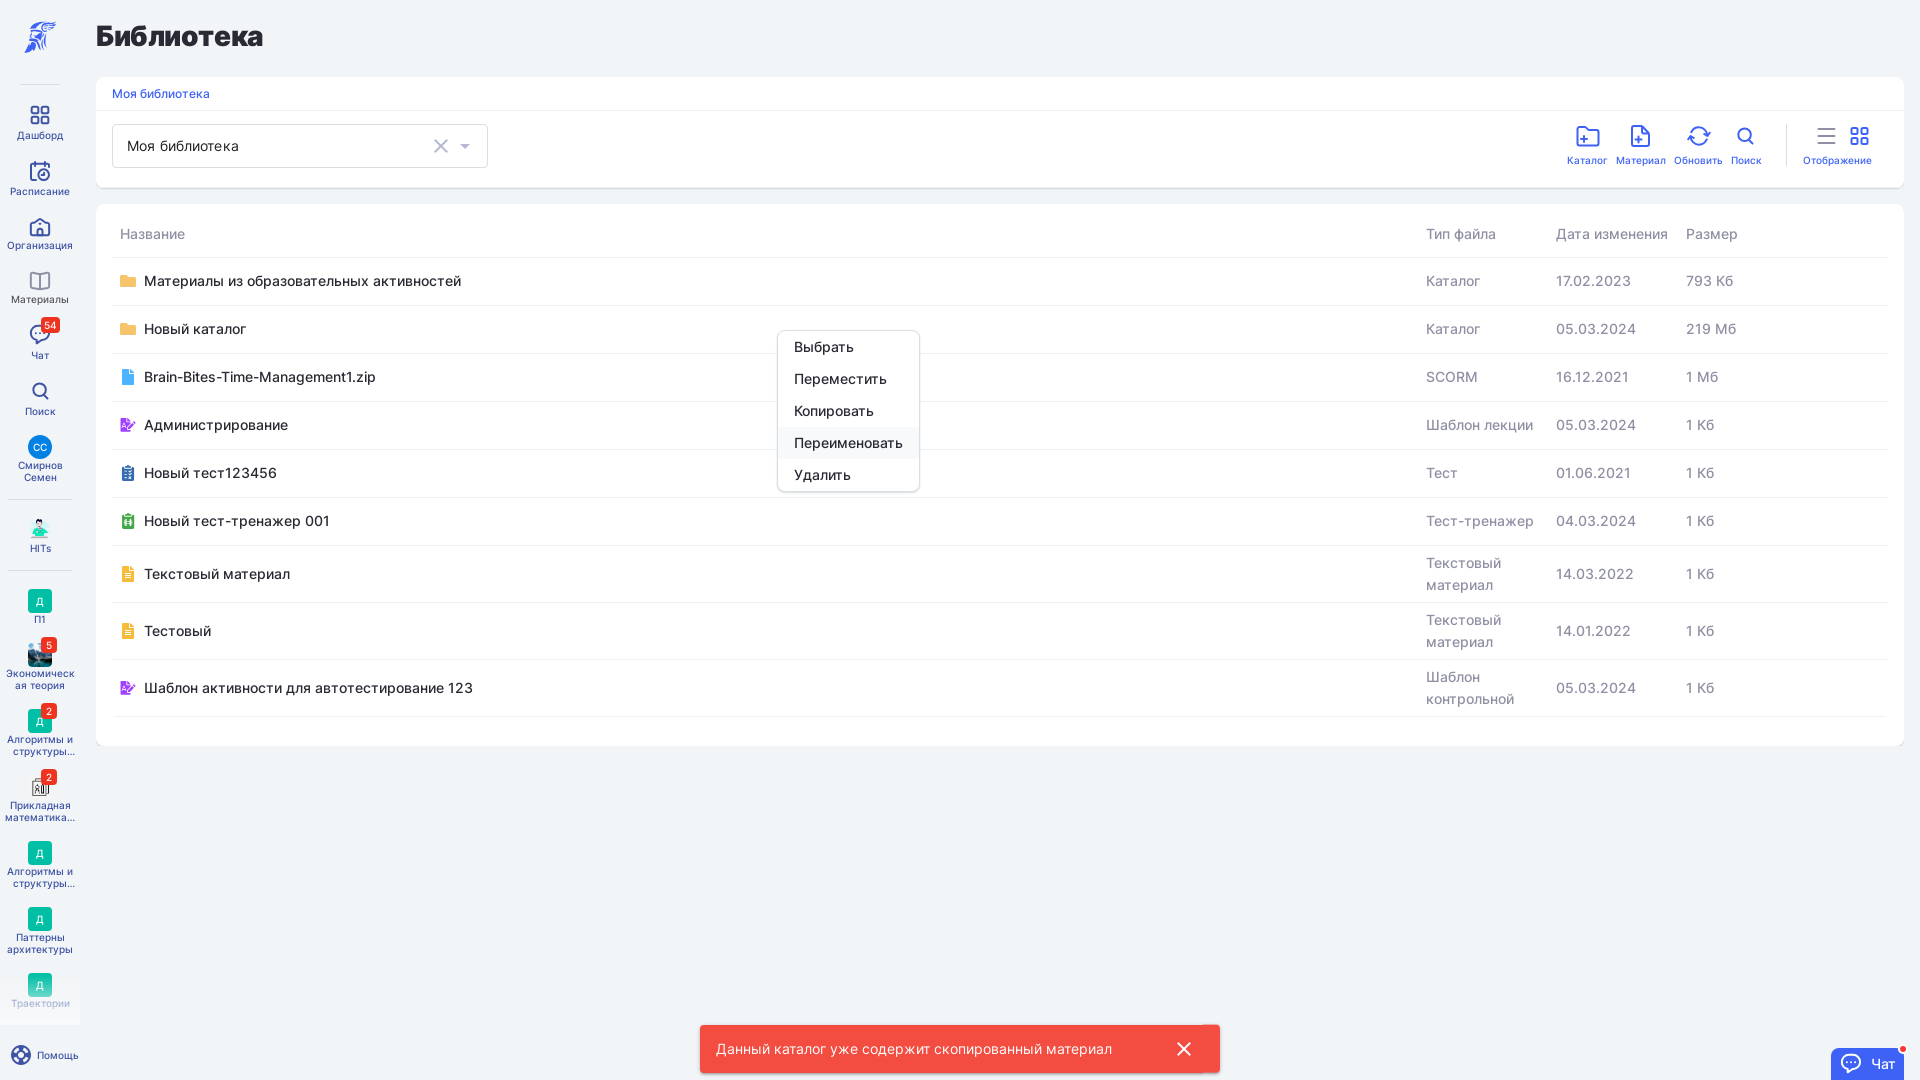 Библиотека
Моя библиотека
Моя библиотека
Каталог
Материал
Обновить
Поиск
Отображение
Название
Тип файла
Дата изменения
Размер
Материалы из образовательных активностей
Каталог
17.02.2023
793 Кб
Новый каталог
Каталог
05.03.2024
219 Мб
Brain-Bites-Time-Management1.zip
SCORM
16.12.2021
1 Мб
Администрирование
Шаблон лекции
05.03.2024
1 Кб
Новый тест123456
Тест
01.06.2021
1 Кб
Новый тест-тренажер 001
Тест-тренажер
04.03.2024
1 Кб
Текстовый материал
Текстовый
материал
14.03.2022
1 Кб
Тестовый
Текстовый
материал
14.01.2022
1 Кб
Шаблон активности для автотестирование 123
Шаблон
контрольной
05.03.2024
1 Кб
Выбрать
Переместить
Копировать
Переименовать
Удалить
Дашборд
Расписание
Организация
Материалы
54
Чат
Поиск
СС
Смирнов
Семен
HITs
Д
П1
5
Экономическ
ая теория
Д
2
Алгоритмы и
структуры...
2
Прикладная
математика...
Д
Алгоритмы и
структуры...
Д
Паттерны
архитектуры
Д
Траектории
Помощь
Данный каталог уже содержит скопированный материал
Чат